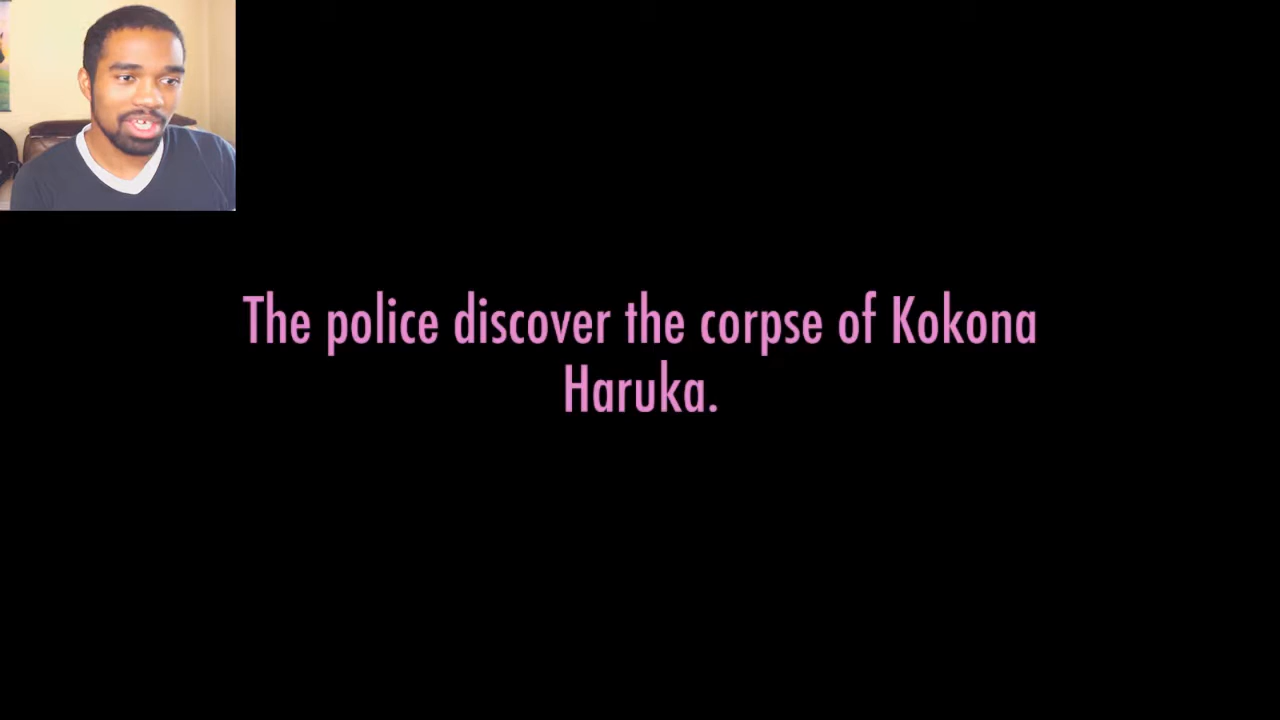 The police discover the corpse of Kokona
Haruka.